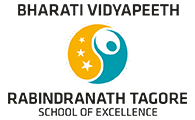 BHARATI VIDYAPEETH
RABINDRANATH TAGORE
SCHOOL OF EXCELLENCE